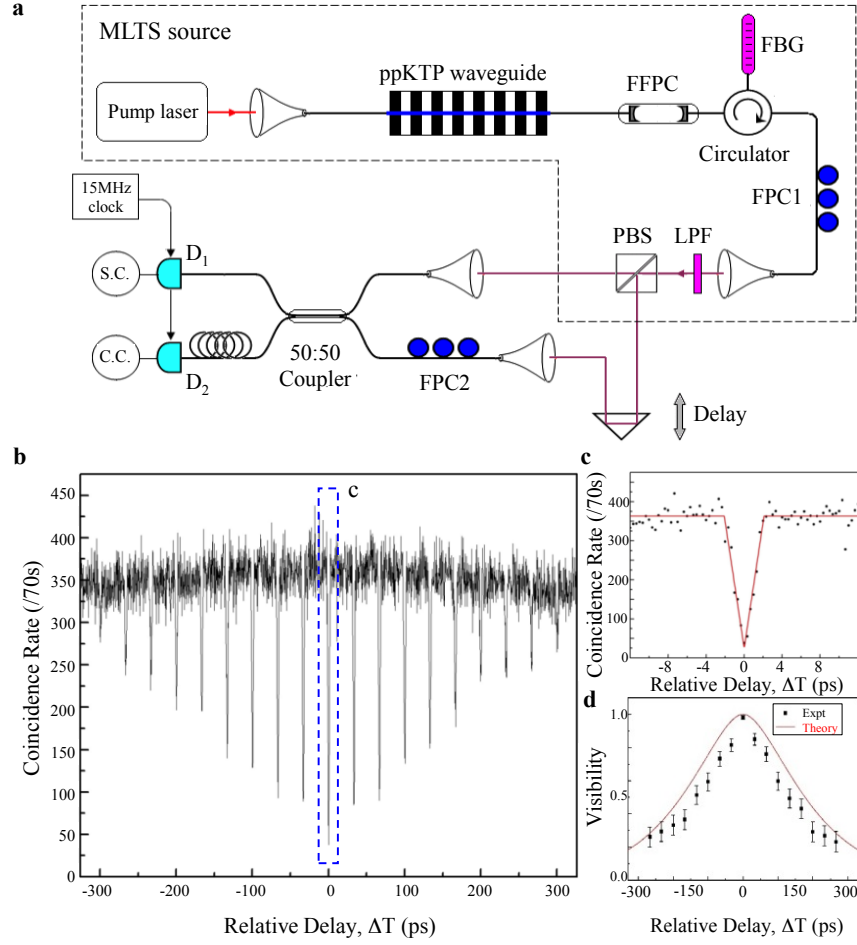 a
MLTS source
FBG
ppKTP waveguide
FFPC
Pump laser
Circulator
15MHz
clock
FPC1
PBS
LPF
D1
S.C.
C.C.
D2
50:50
Coupler
FPC2
Delay
b
c
450
400
350
300
250
200
150
100
50
0
-300
-200
-100
0
100
200
300
Coincidence Rate (/70s)
Relative Delay, ΔT (ps)
c
400
300
200
100
0
-8
-4
0
4
8
Coincidence Rate (/70s)
Relative Delay, ΔT (ps)
d
Expt
Theory
1.0
0.5
0.0
-300
-150
0
150
300
Visibility
Relative Delay, ΔT (ps)